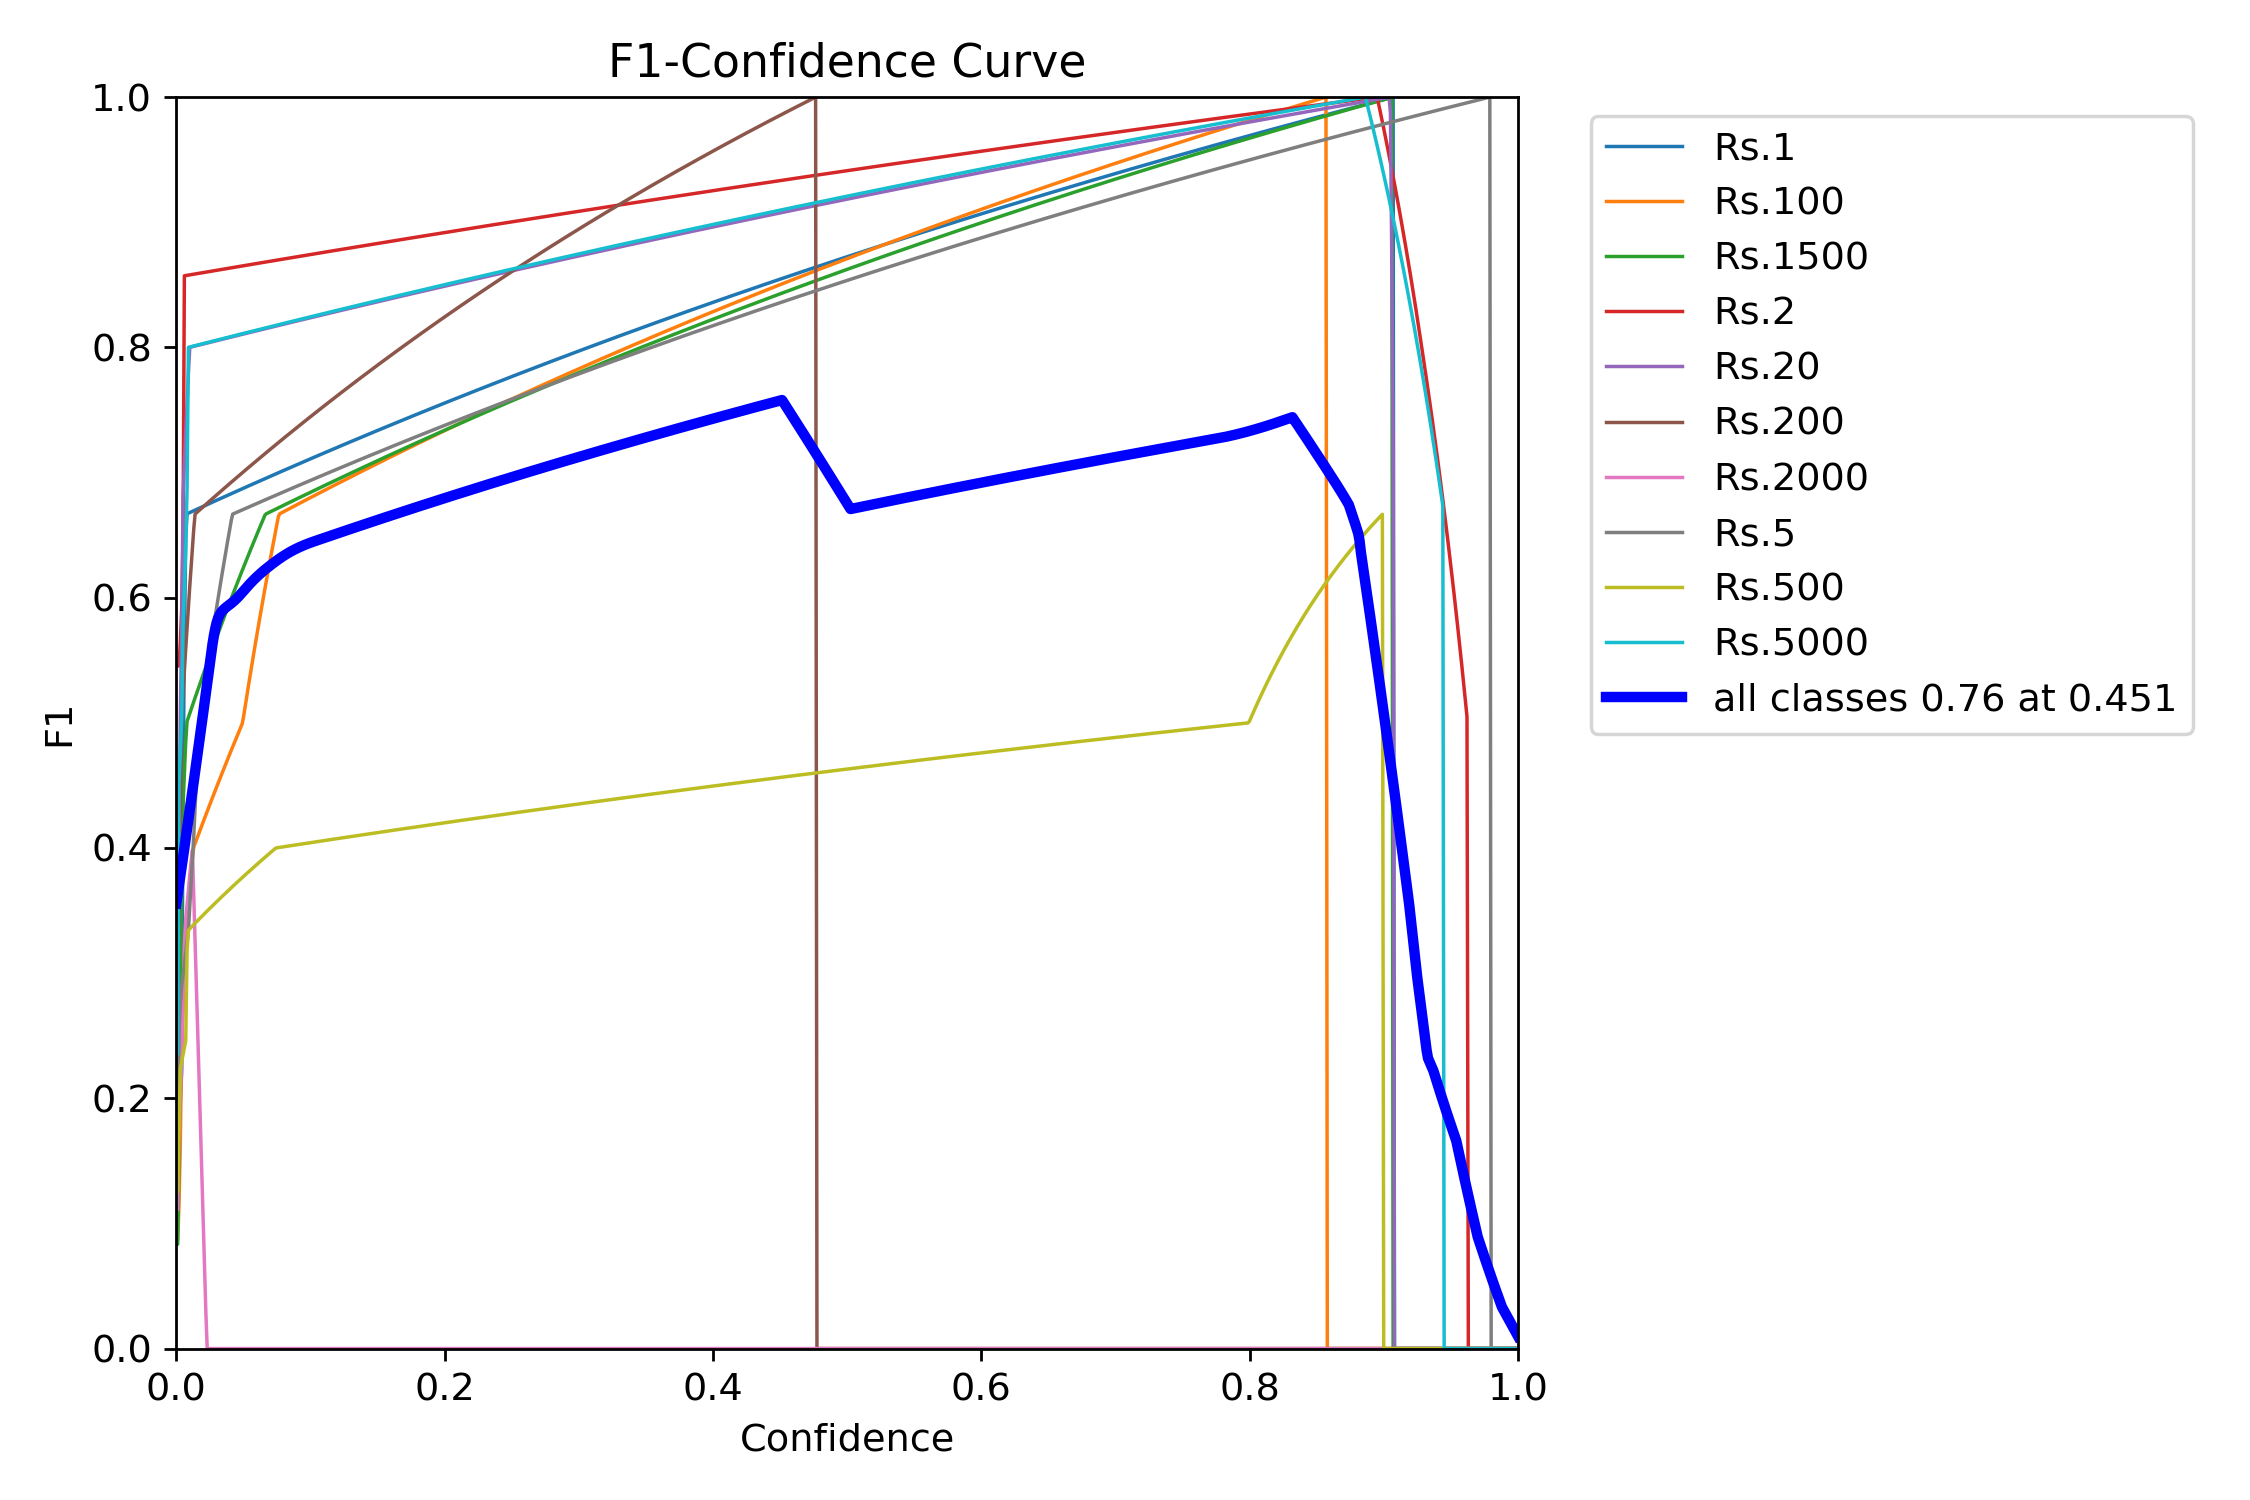 F1-Confidence Curve
1.0
0.8
0.6
0.4
0.2
0.0
F1
0.0 0.2 0.4 0.6 0.8 1.0
Confidence
Rs.1
Rs.100
Rs.1500
Rs.2
Rs.20
Rs.200
Rs.2000
Rs.5
Rs.500
Rs.5000
all classes 0.76 at 0.451